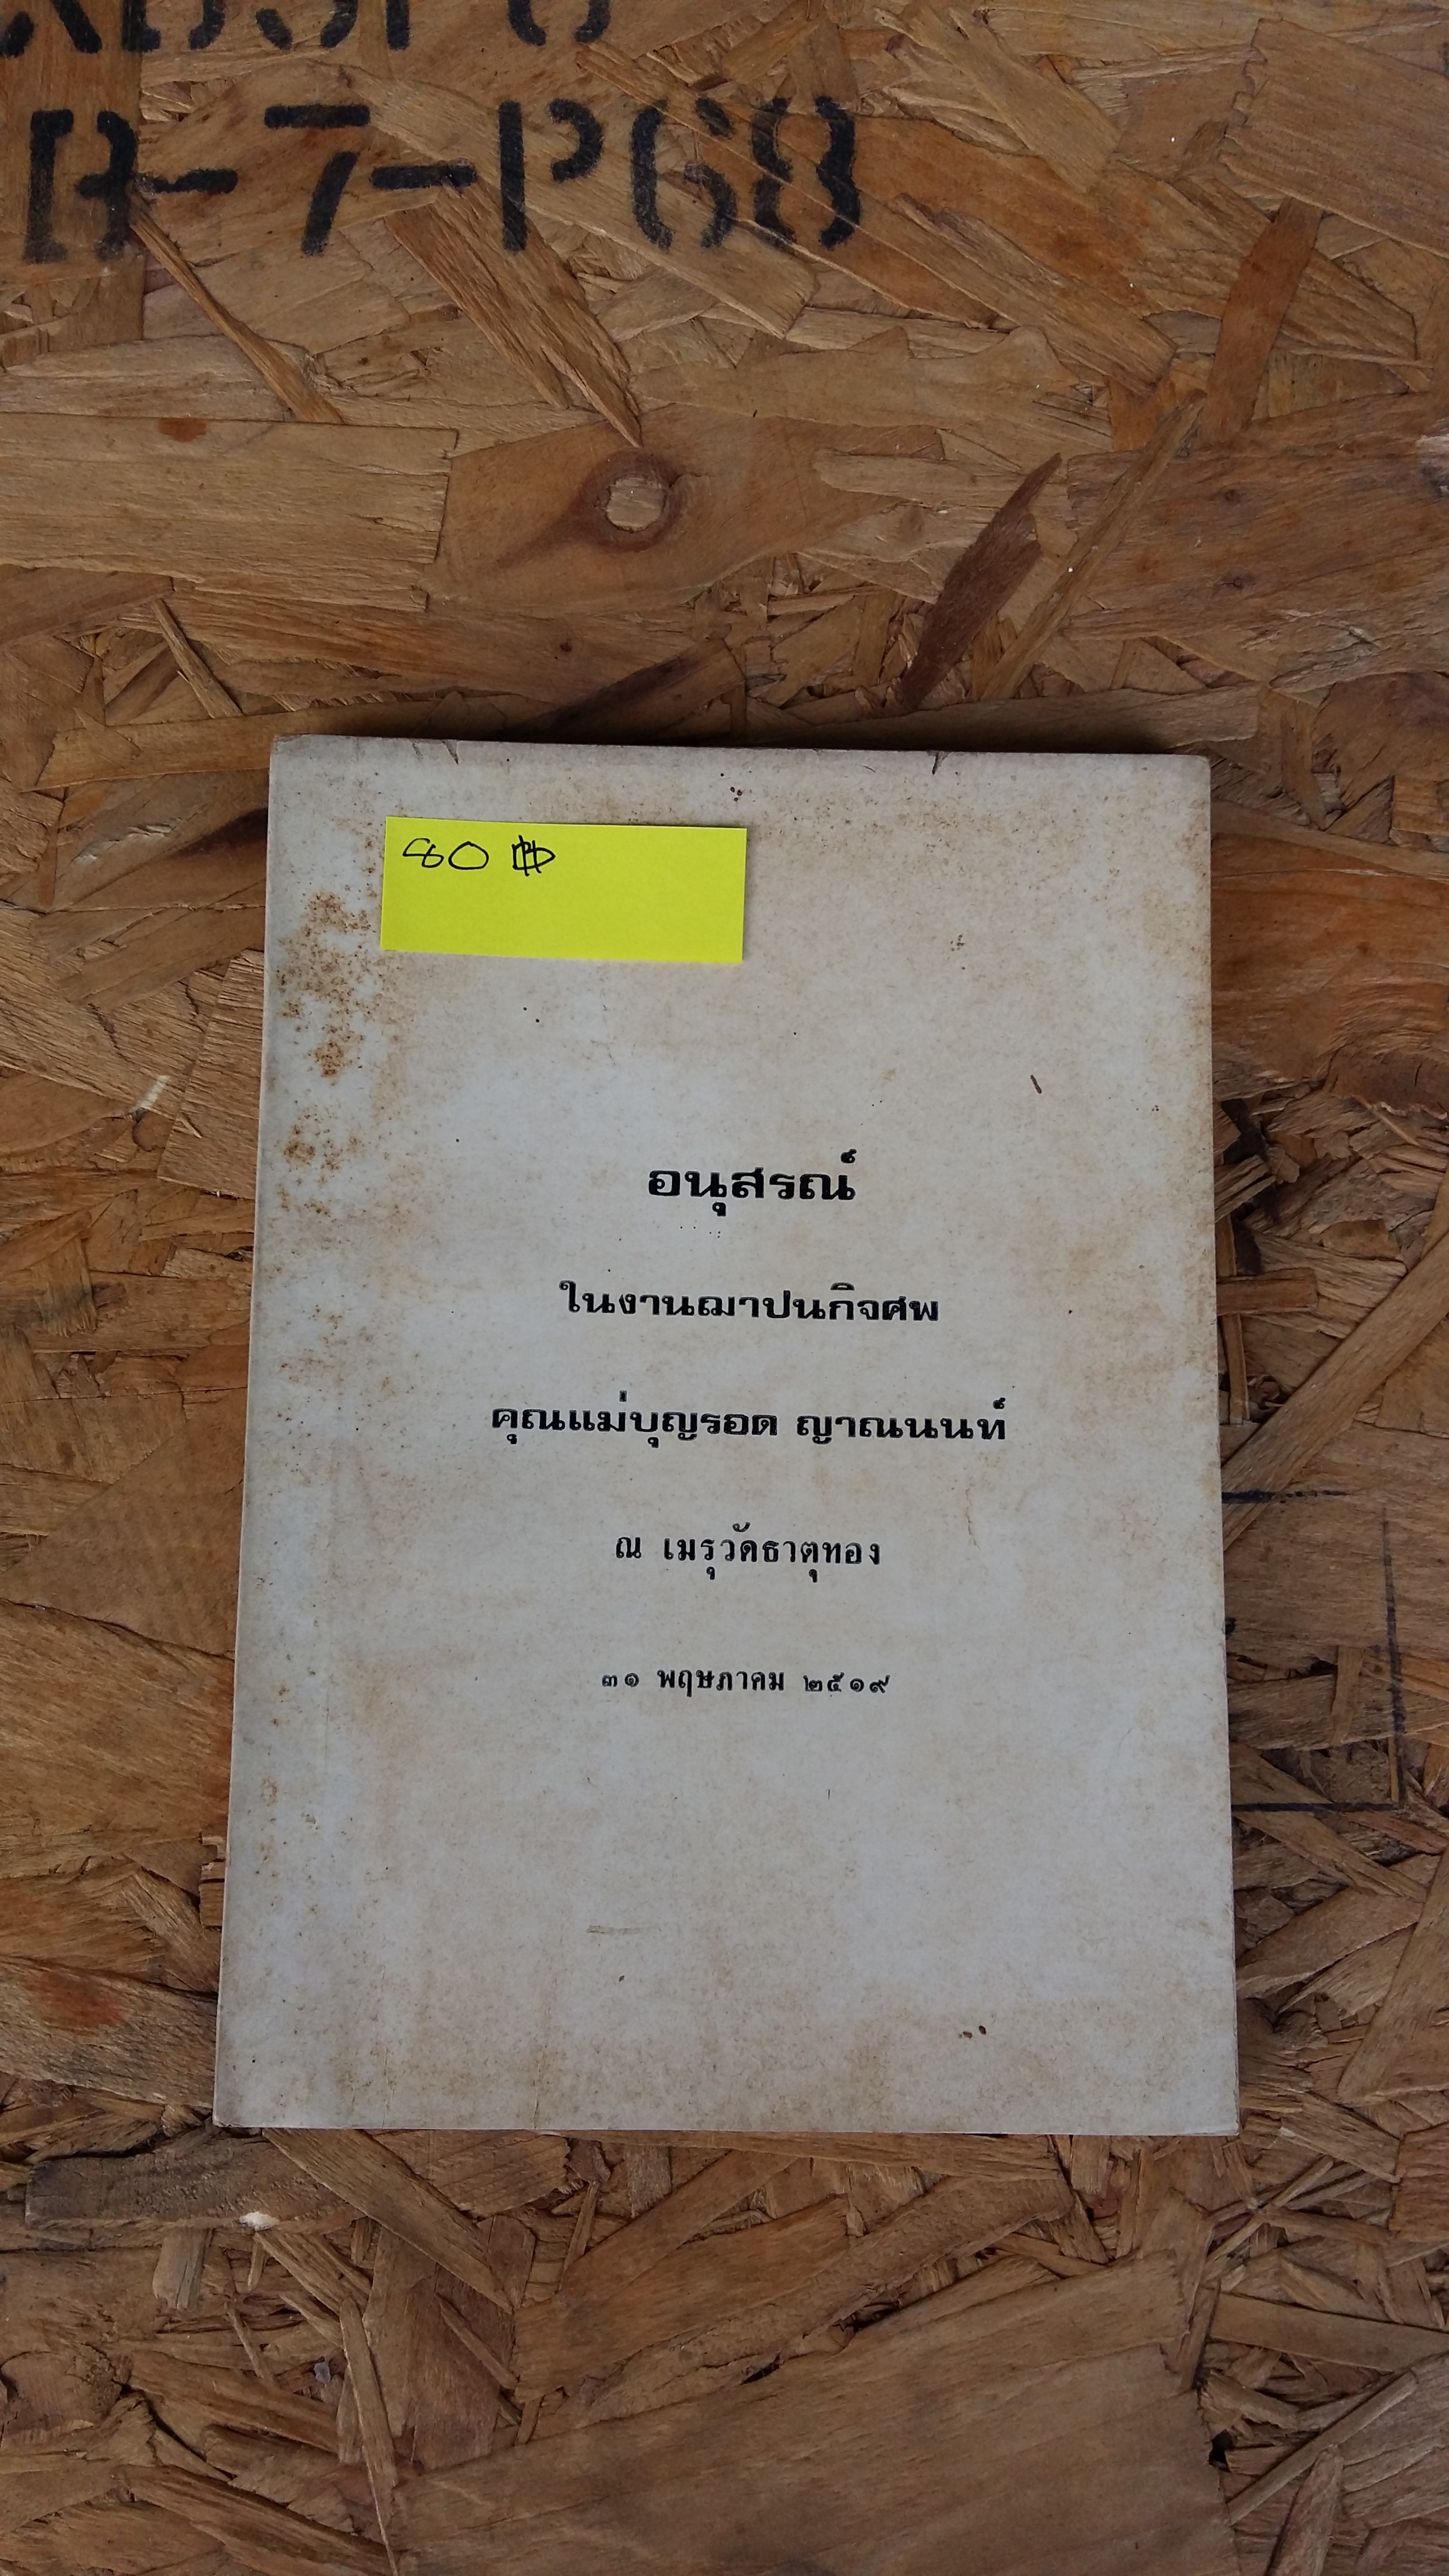 B-7-P68
80 ฿
อนุสรณ์
ในงานฌาปนกิจศพ
คุณแม่บุญรอด ญาณนนท์
ณ เมรุวัดธาตุทอง
๓๑ พฤษภาคม ๒๕๑๙